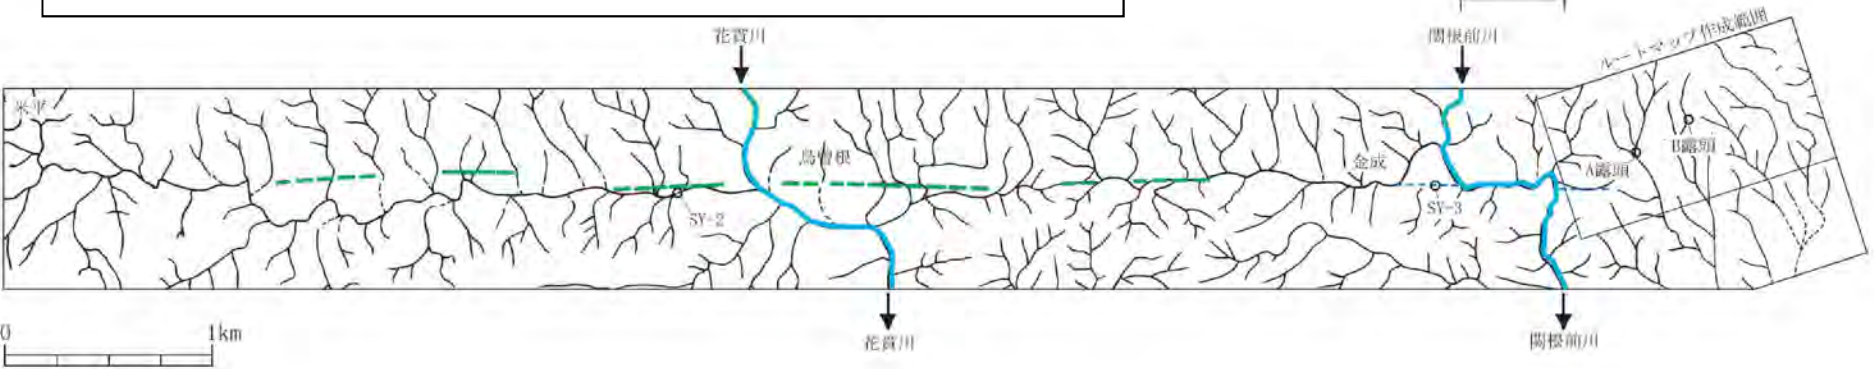 花貫川
関根前川
ルートマップ作成範囲
米平
鳥曽根
金成
B露頭
A露頭
SY-2
SY-3
0
1km
花貫川
関根前川